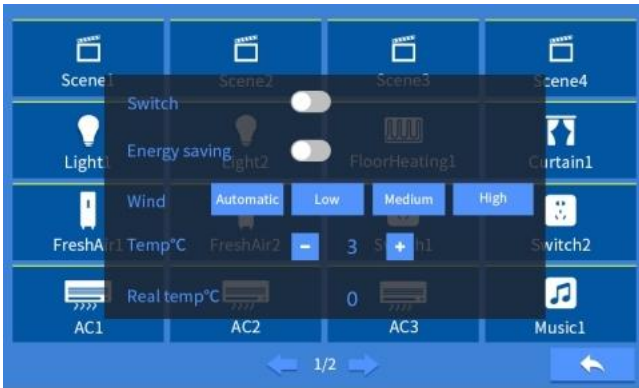 Scene1 Scene2 Scene3 Scene4
Switch
Energy saving
Light1 Light2 FloorHeating1 Curtain1
Wind Automatic Low Medium High
FreshAir1 FreshAir2 Switch1 Switch2
Temp°C - 3 +
Real temp°C 0
AC1 AC2 AC3 Music1
1/2